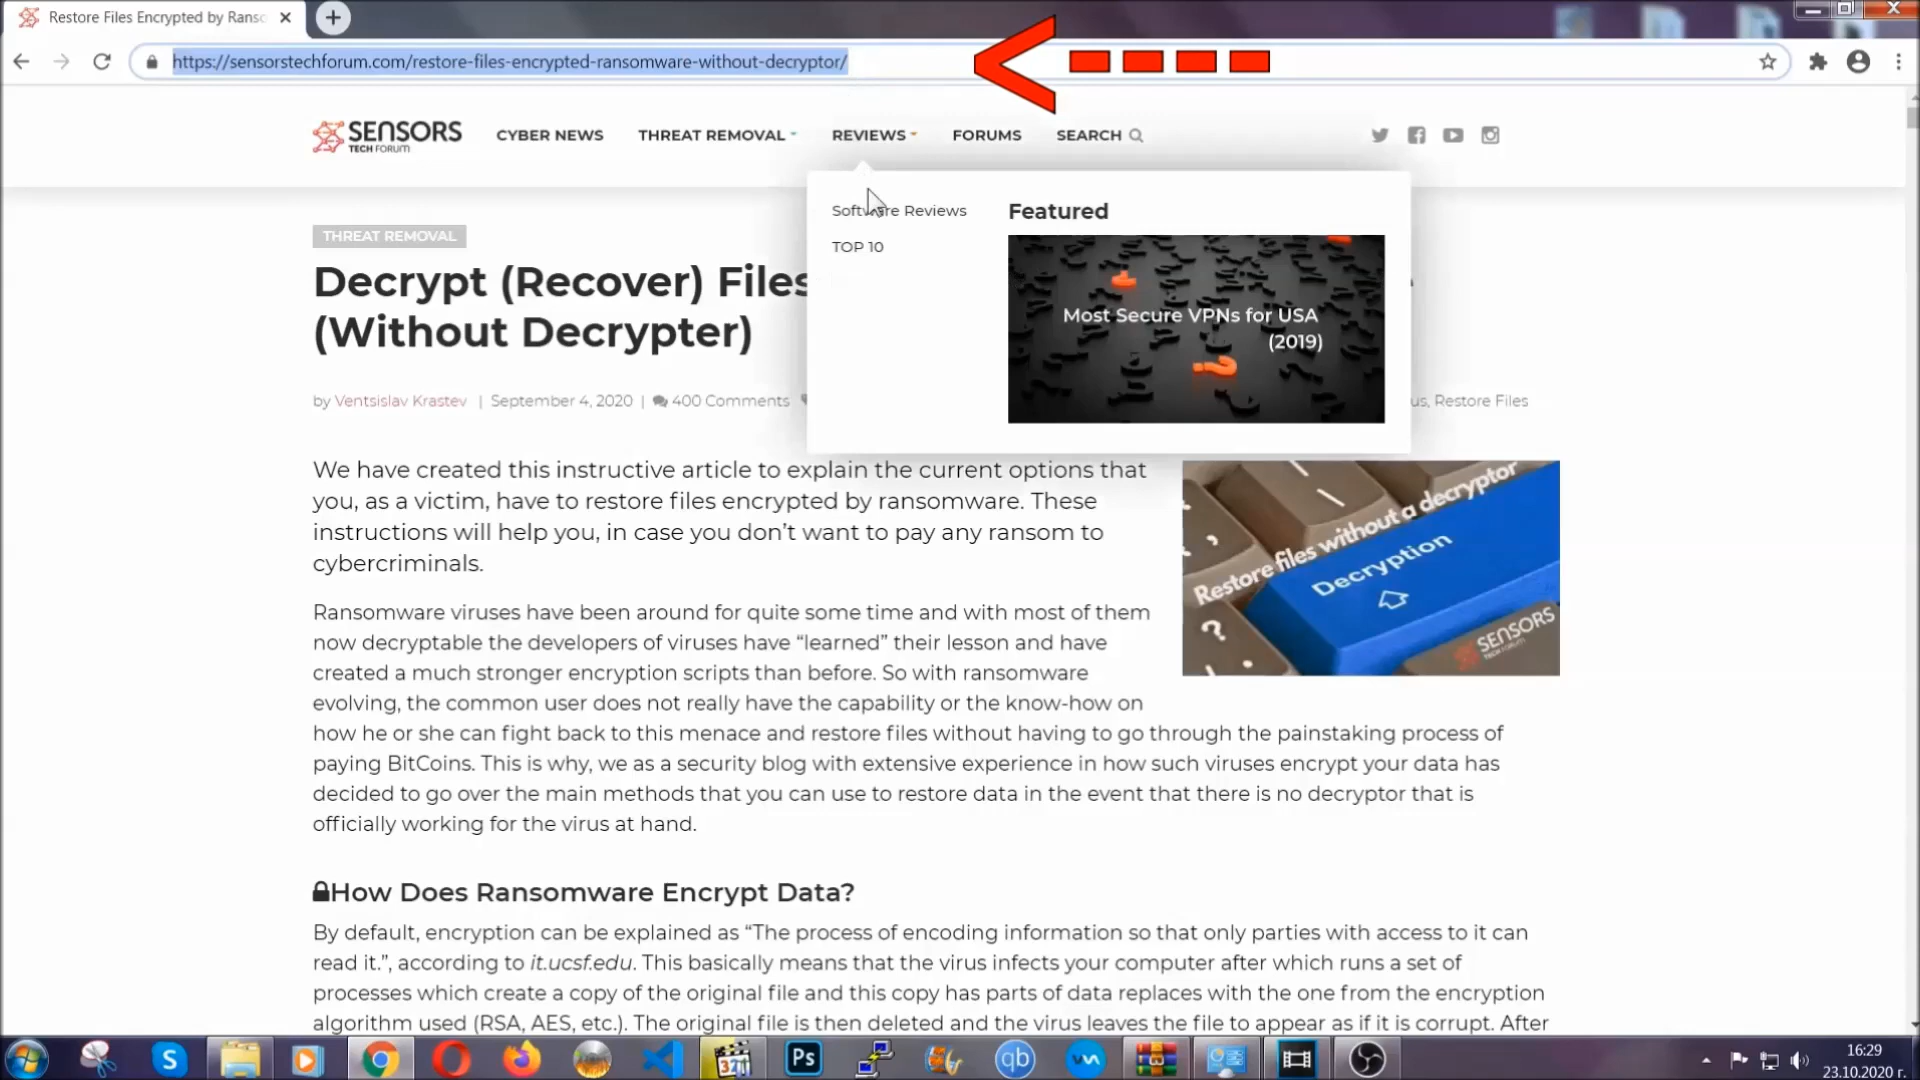 Restore Files Encrypted by Ranso
https://sensorstechforum.com/restore-files-encrypted-ransomware-without-decryptor/
SENSORS
TECH FORUM
CYBER NEWS THREAT REMOVAL REVIEWS FORUMS SEARCH
Software Reviews
TOP 10
Featured
Most Secure VPNs for USA
(2019)
THREAT REMOVAL
Decrypt (Recover) Files
(Without Decrypter)
by Ventsislav Krastev | September 4, 2020 | 400 Comments
us, Restore Files
We have created this instructive article to explain the current options that
you, as a victim, have to restore files encrypted by ransomware. These
instructions will help you, in case you don’t want to pay any ransom to
cybercriminals.
Restore files without a decryptor
Decryption
SENSORS
TECH FORUM
Ransomware viruses have been around for quite some time and with most of them
now decryptable the developers of viruses have “learned” their lesson and have
created a much stronger encryption scripts than before. So with ransomware
evolving, the common user does not really have the capability or the know-how on
how he or she can fight back to this menace and restore files without having to go through the painstaking process of
paying BitCoins. This is why, we as a security blog with extensive experience in how such viruses encrypt your data has
decided to go over the main methods that you can use to restore data in the event that there is no decryptor that is
officially working for the virus at hand.
How Does Ransomware Encrypt Data?
By default, encryption can be explained as “The process of encoding information so that only parties with access to it can
read it.”, according to it.ucsf.edu. This basically means that the virus infects your computer after which runs a set of
processes which create a copy of the original file and this copy has parts of data replaces with the one from the encryption
algorithm used (RSA, AES, etc.). The original file is then deleted and the virus leaves the file to appear as if it is corrupt. After
S
321
Ps
qb
16:29
23.10.2020 г.